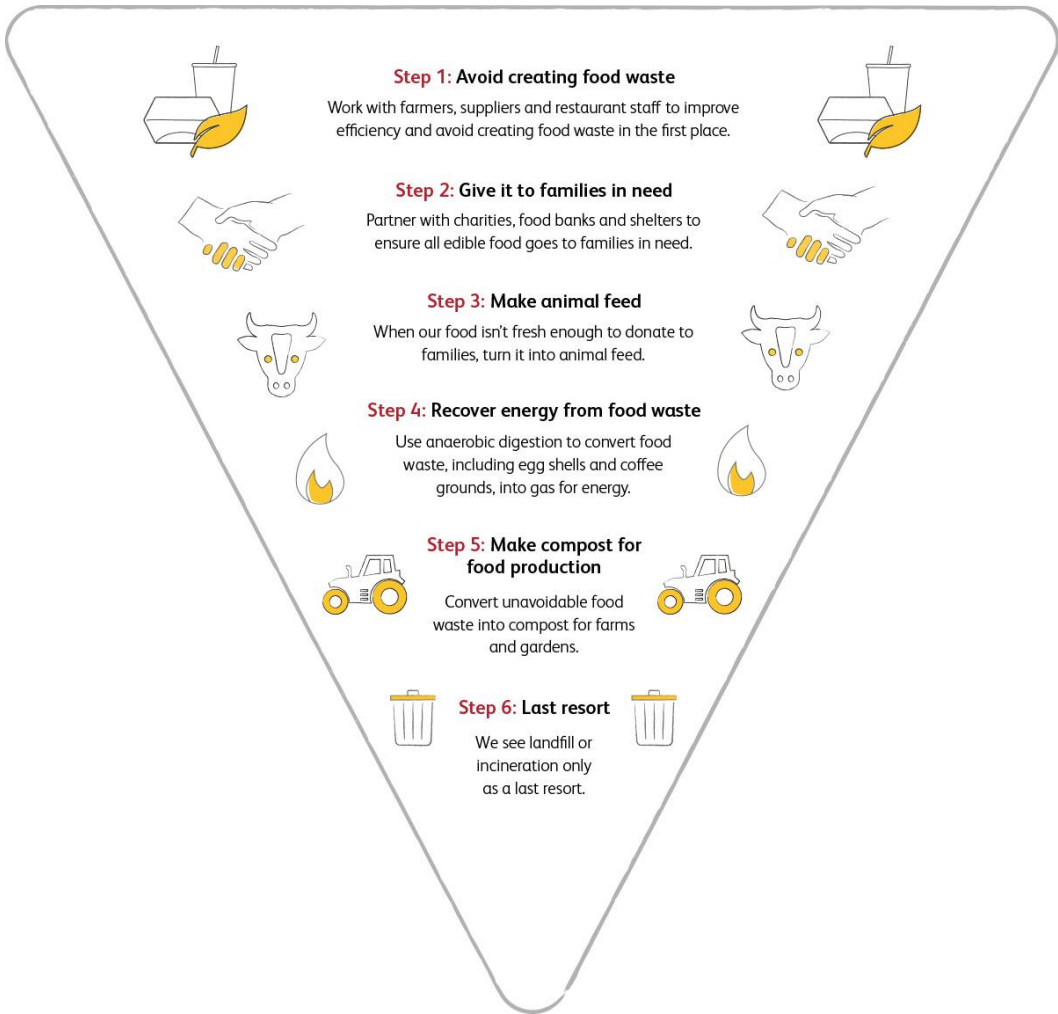 Step 1: Avoid creating food waste
Work with farmers, suppliers and restaurant staff to improve
efficiency and avoid creating food waste in the first place.
Step 2: Give it to families in need
Partner with charities, food banks and shelters to
ensure all edible food goes to families in need.
Step 3: Make animal feed
When our food isn’t fresh enough to donate to
families, turn it into animal feed.
Step 4: Recover energy from food waste
Use anaerobic digestion to convert food
waste, including egg shells and coffee
grounds, into gas for energy.
Step 5: Make compost for
food production
Convert unavoidable food
waste into compost for farms
and gardens.
Step 6: Last resort
We see landfill or
incineration only
as a last resort.